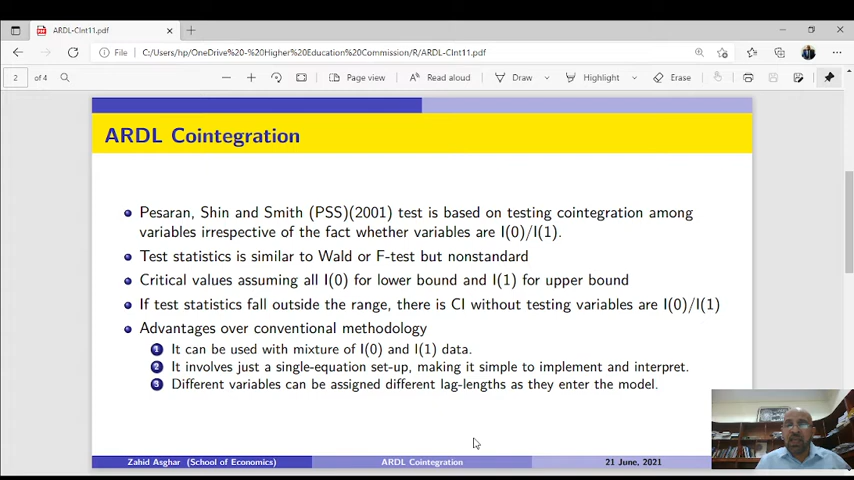 ARDL-CInt11.pdf
File
C:/Users/hp/OneDrive%20-%20Higher%20Education%20Commission/R/ARDL-CInt11.pdf
2 of 4
Page view
Read aloud
Draw
Highlight
Erase
ARDL Cointegration
Pesaran, Shin and Smith (PSS)(2001) test is based on testing cointegration among
variables irrespective of the fact whether variables are I(0)/I(1).
Test statistics is similar to Wald or F-test but nonstandard
Critical values assuming all I(0) for lower bound and I(1) for upper bound
If test statistics fall outside the range, there is CI without testing variables are I(0)/I(1)
Advantages over conventional methodology
1 It can be used with mixture of I(0) and I(1) data.
2 It involves just a single-equation set-up, making it simple to implement and interpret.
3 Different variables can be assigned different lag-lengths as they enter the model.
Zahid Asghar (School of Economics)
ARDL Cointegration
21 June, 2021